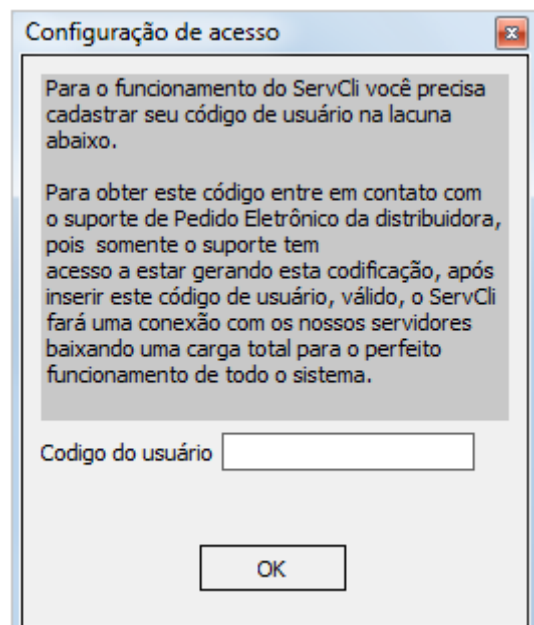 Configuração de acesso
Para o funcionamento do ServCli você precisa
cadastrar seu código de usuário na lacuna
abaixo.
Para obter este código entre em contato com
o suporte de Pedido Eletrônico da distribuidora,
pois  somente o suporte tem
acesso a estar gerando esta codificação, após
inserir este código de usuário, válido, o ServCli
fará uma conexão com os nossos servidores
baixando uma carga total para o perfeito
funcionamento de todo o sistema.
Codigo do usuário
OK